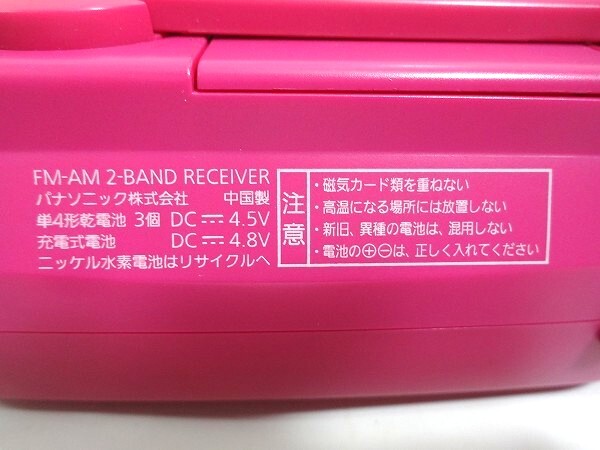 FM-AM 2-BAND RECEIVER
パナソニック株式会社 中国製
単4形乾電池 3個 DC⎓4.5V
充電式電池 DC⎓4.8V
ニッケル水素電池はリサイクルへ
注意
・磁気カード類を重ねない
・高温になる場所には放置しない
・新旧、異種の電池は、混用しない
・電池の⊕⊖は、正しく入れてください